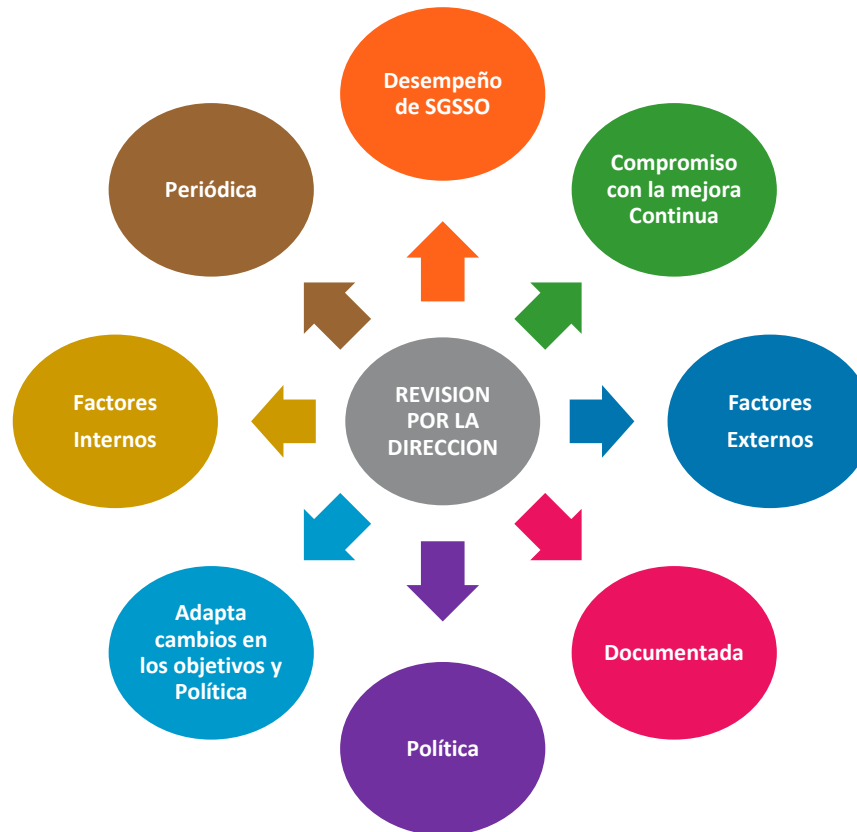 Desempeño
de SGSSO
Compromiso
con la mejora
Continua
Periódica
Factores
Internos
REVISION
POR LA
DIRECCION
Factores
Externos
Adapta
cambios en
los objetivos y
Política
Documentada
Política